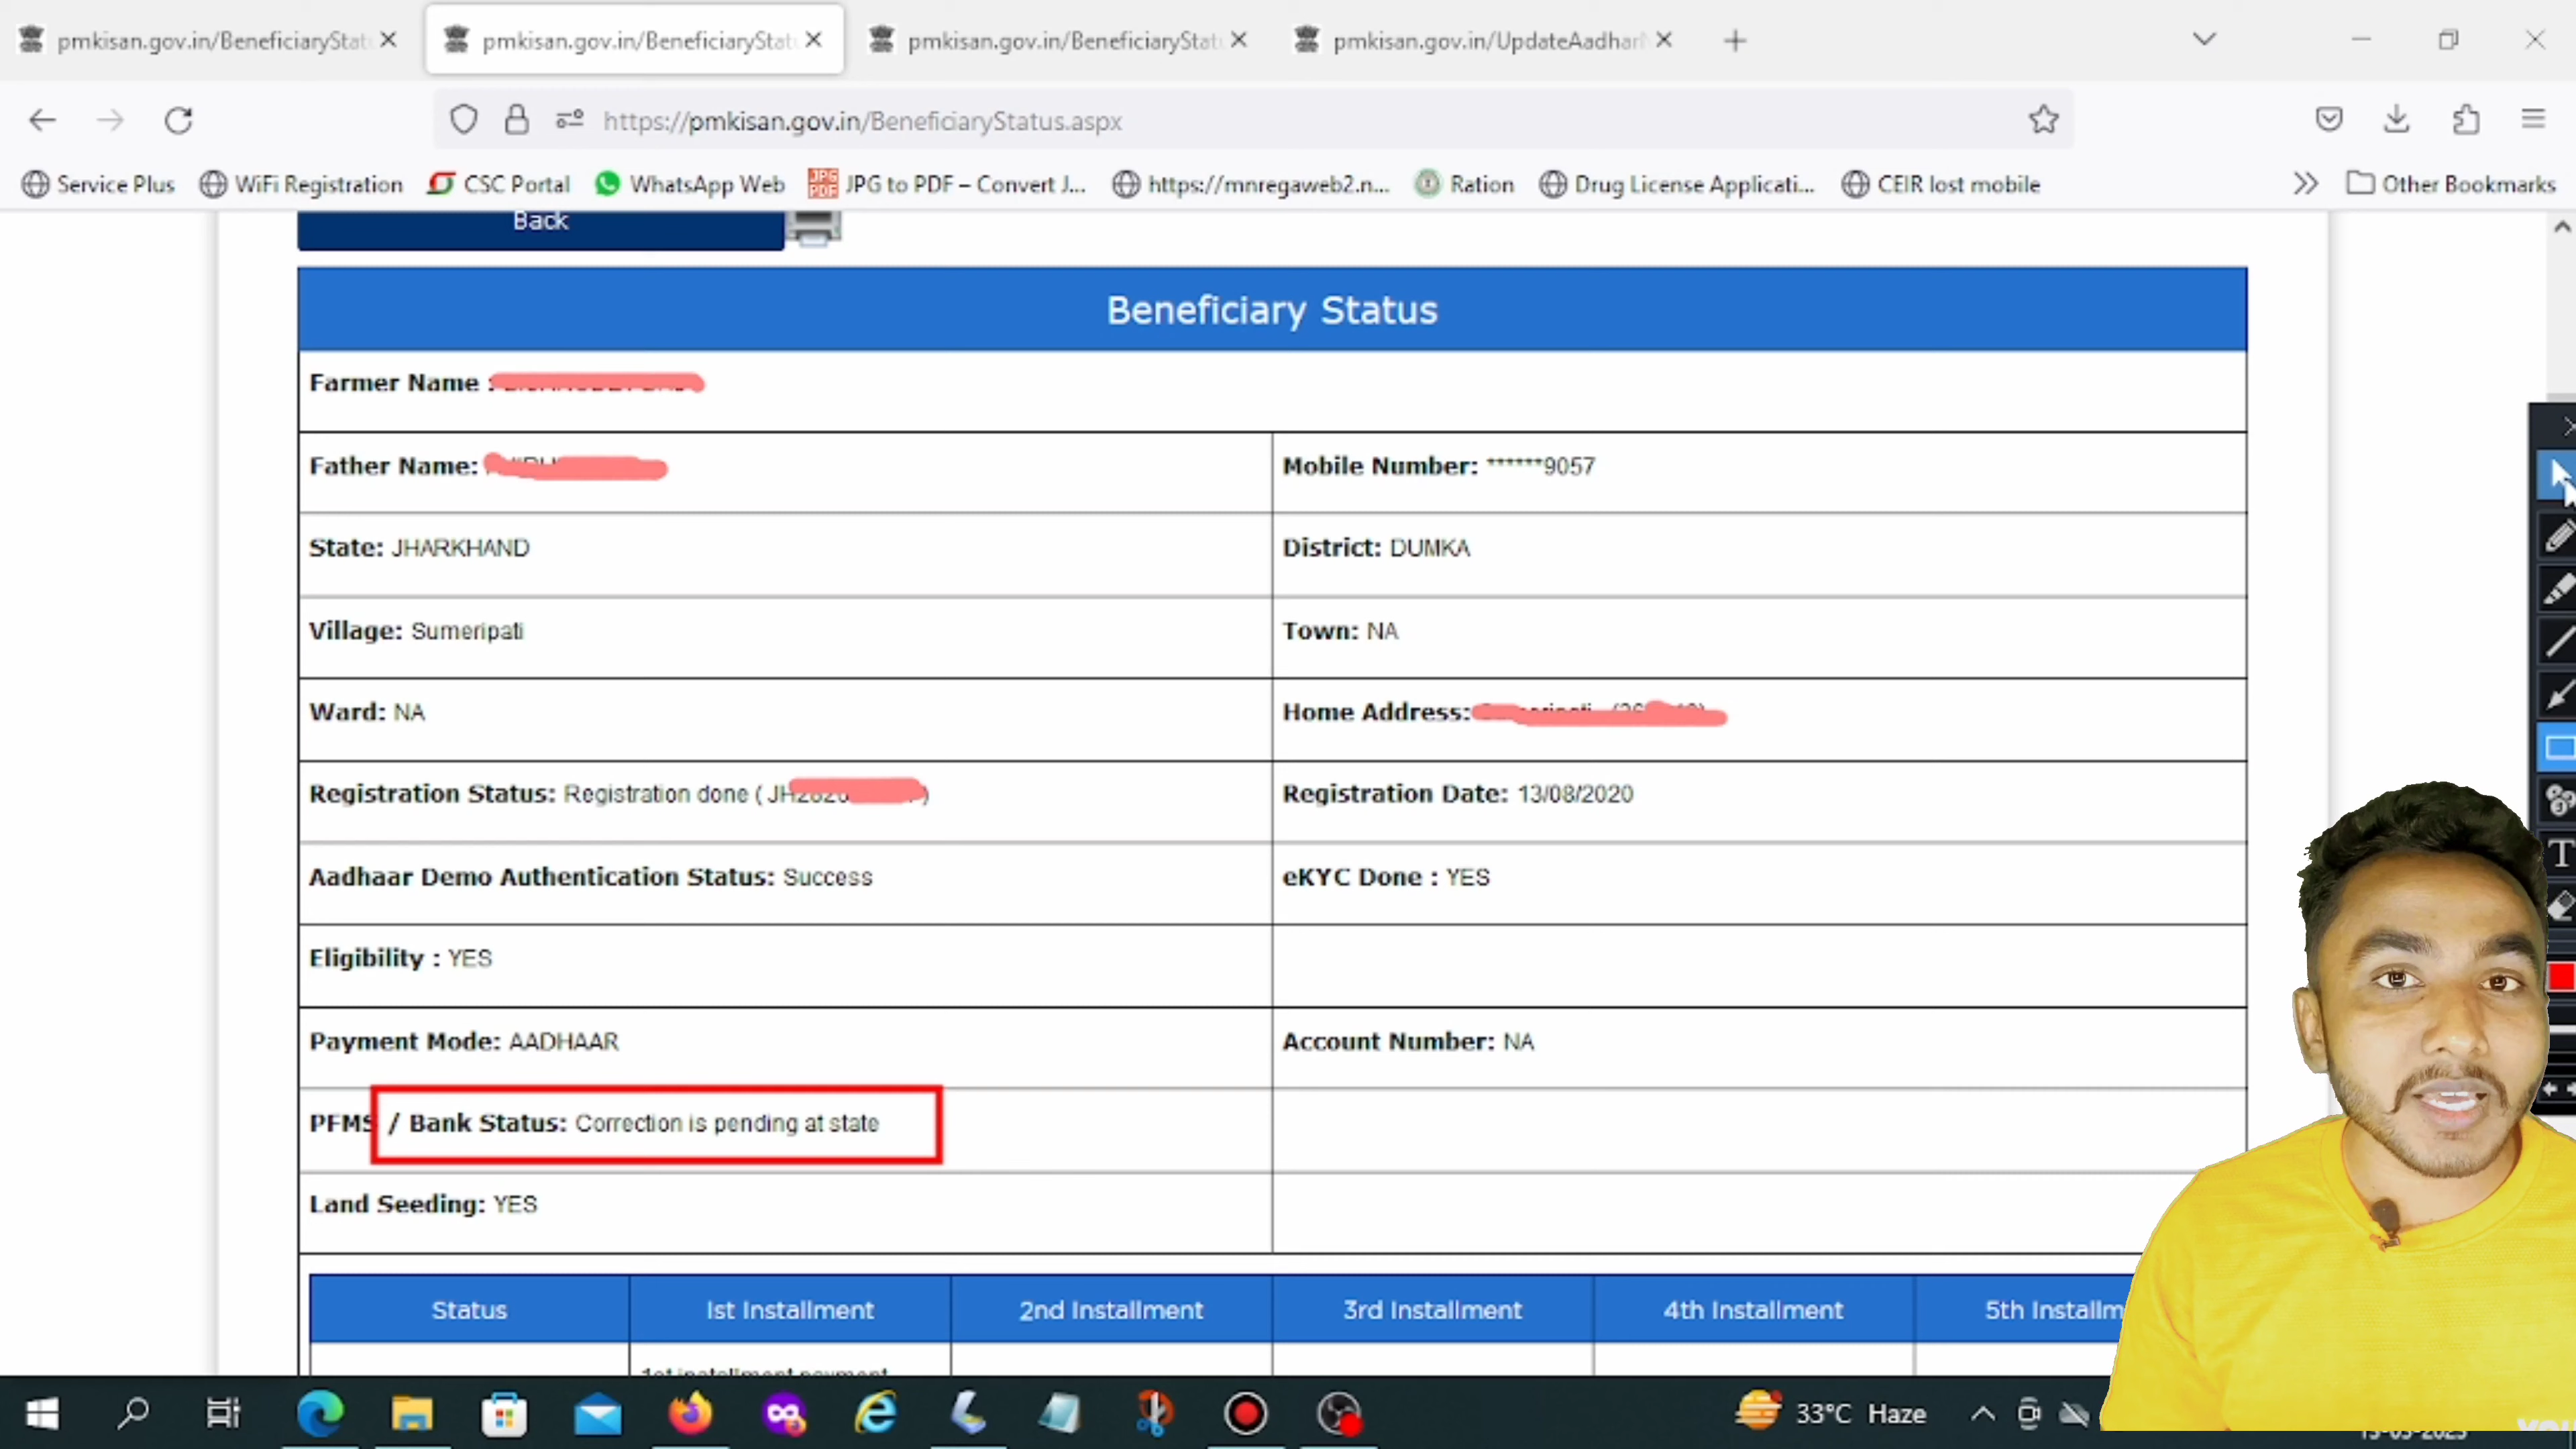 pmkisan.gov.in/BeneficiaryStat pmkisan.gov.in/BeneficiaryStat pmkisan.gov.in/BeneficiaryStat pmkisan.gov.in/UpdateAadhar
https://pmkisan.gov.in/BeneficiaryStatus.aspx
Service Plus WiFi Registration CSC Portal WhatsApp Web JPG PDF JPG to PDF – Convert J... https://mnregaweb2.n... Ration Drug License Applicati... CEIR lost mobile Other Bookmarks
Back
Beneficiary Status
Farmer Name :
Father Name: Mobile Number: ******9057
State: JHARKHAND District: DUMKA
Village: Sumeripati Town: NA
Ward: NA Home Address:
Registration Status: Registration done ( Registration Date: 13/08/2020
Aadhaar Demo Authentication Status: Success eKYC Done : YES
Eligibility : YES
Payment Mode: AADHAAR Account Number: NA
PFMS / Bank Status: Correction is pending at state
Land Seeding: YES
Status 1st Installment 2nd Installment 3rd Installment 4th Installment 5th Installm
1st installment payment
33°C Haze